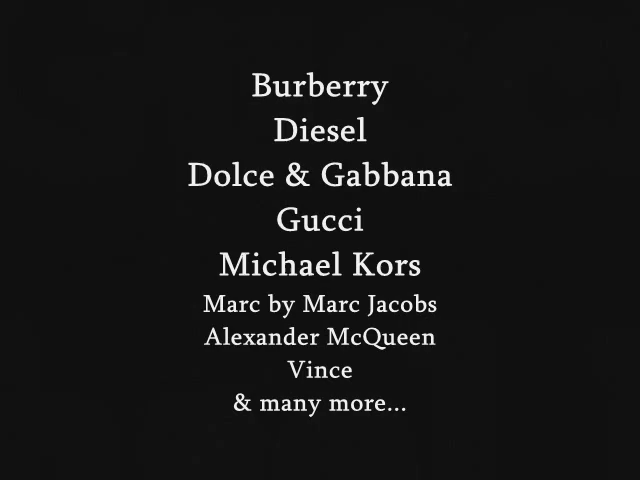 Burberry
Diesel
Dolce & Gabbana
Gucci
Michael Kors
Marc by Marc Jacobs
Alexander McQueen
Vince
& many more...